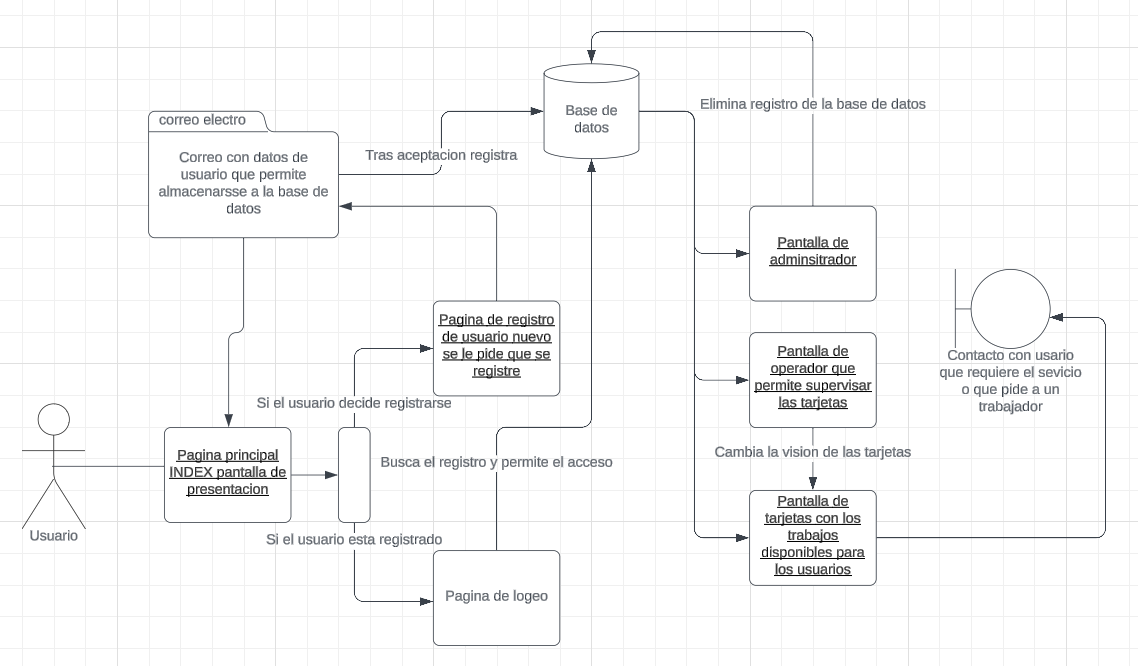 Base de
datos
Elimina registro de la base de datos
correo electro
Correo con datos de
usuario que permite
almacenarsse a la base de
datos
Tras aceptacion registra
Pantalla de
adminsitrador
Pagina de registro
de usuario nuevo
se le pide que se
registre
Pantalla de
operador que
permite supervisar
las tarjetas
Contacto con usario
que requiere el sevicio
o que pide a un
trabajador
Si el usuario decide registrarse
Pagina principal
INDEX pantalla de
presentacion
Busca el registro y permite el acceso
Cambia la vision de las tarjetas
Usuario
Si el usuario esta registrado
Pantalla de
tarjetas con los
trabajos
disponibles para
los usuarios
Pagina de logeo